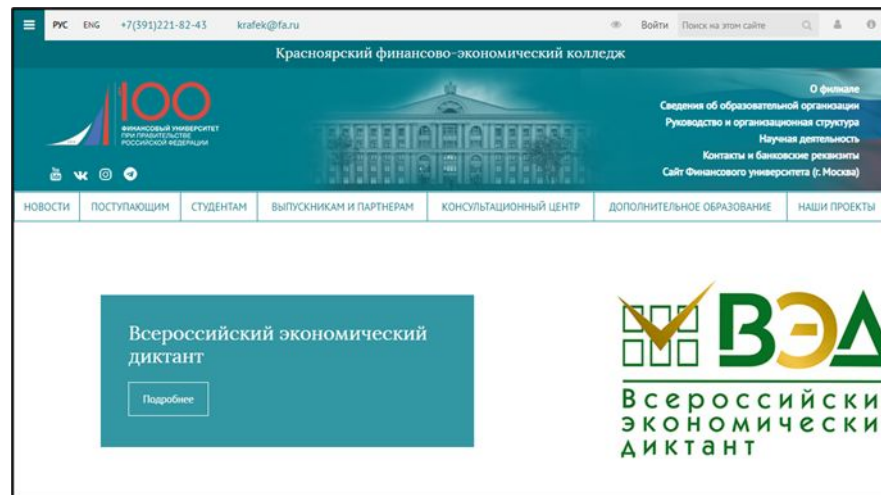 РУС ENG +7(391)221-82-43 krafek@fa.ru Войти Поиск на этом сайте
Красноярский финансово-экономический колледж
100
ФИНАНСОВЫЙ УНИВЕРСИТЕТ
ПРИ ПРАВИТЕЛЬСТВЕ
РОССИЙСКОЙ ФЕДЕРАЦИИ
О филиале
Сведения об образовательной организации
Руководство и организационная структура
Научная деятельность
Контакты и банковские реквизиты
Сайт Финансового университета (г. Москва)
НОВОСТИ ПОСТУПАЮЩИМ СТУДЕНТАМ ВЫПУСКНИКАМ И ПАРТНЕРАМ КОНСУЛЬТАЦИОННЫЙ ЦЕНТР ДОПОЛНИТЕЛЬНОЕ ОБРАЗОВАНИЕ НАШИ ПРОЕКТЫ
Всероссийский экономический
диктант
Подробнее
ВЭД
Всероссийски
экономически
диктант